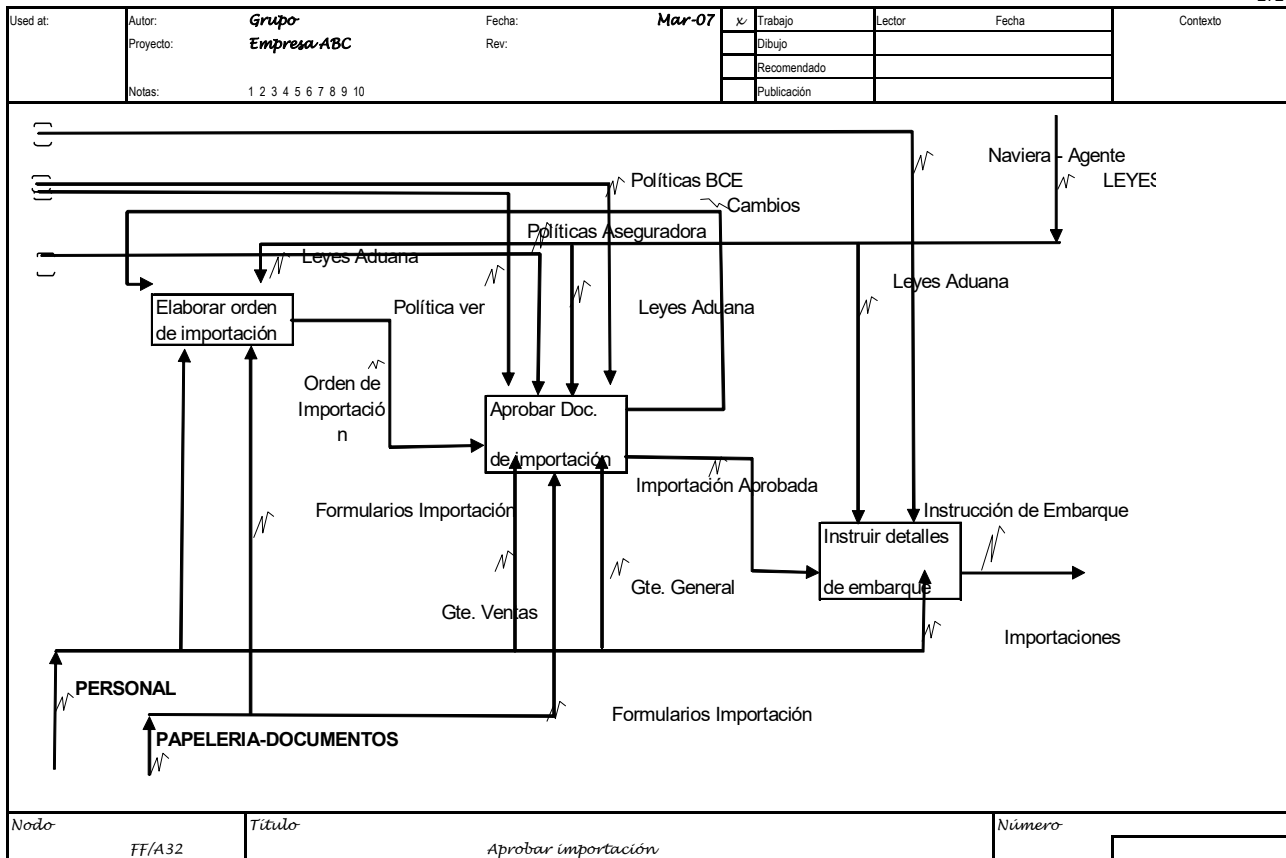 Used at:
Autor:
Grupo
Fecha:
Mar-07
x
Trabajo
Lector
Fecha
Contexto
Proyecto:
Empresa ABC
Rev:
Dibujo
Recomendado
Notas:
1 2 3 4 5 6 7 8 9 10
Publicación
Naviera - Agente
LEYES
Políticas BCE
Cambios
Políticas Aseguradora
Leyes Aduana
Leyes Aduana
Elaborar orden
de importación
Política ver
Leyes Aduana
Orden de
Importació
n
Aprobar Doc.
de importación
Importación Aprobada
Formularios Importación
Instrucción de Embarque
Instruir detalles
de embarque
Gte. General
Gte. Ventas
Importaciones
PERSONAL
Formularios Importación
PAPELERIA-DOCUMENTOS
Nodo
Título
Número
FF/A32
Aprobar importación